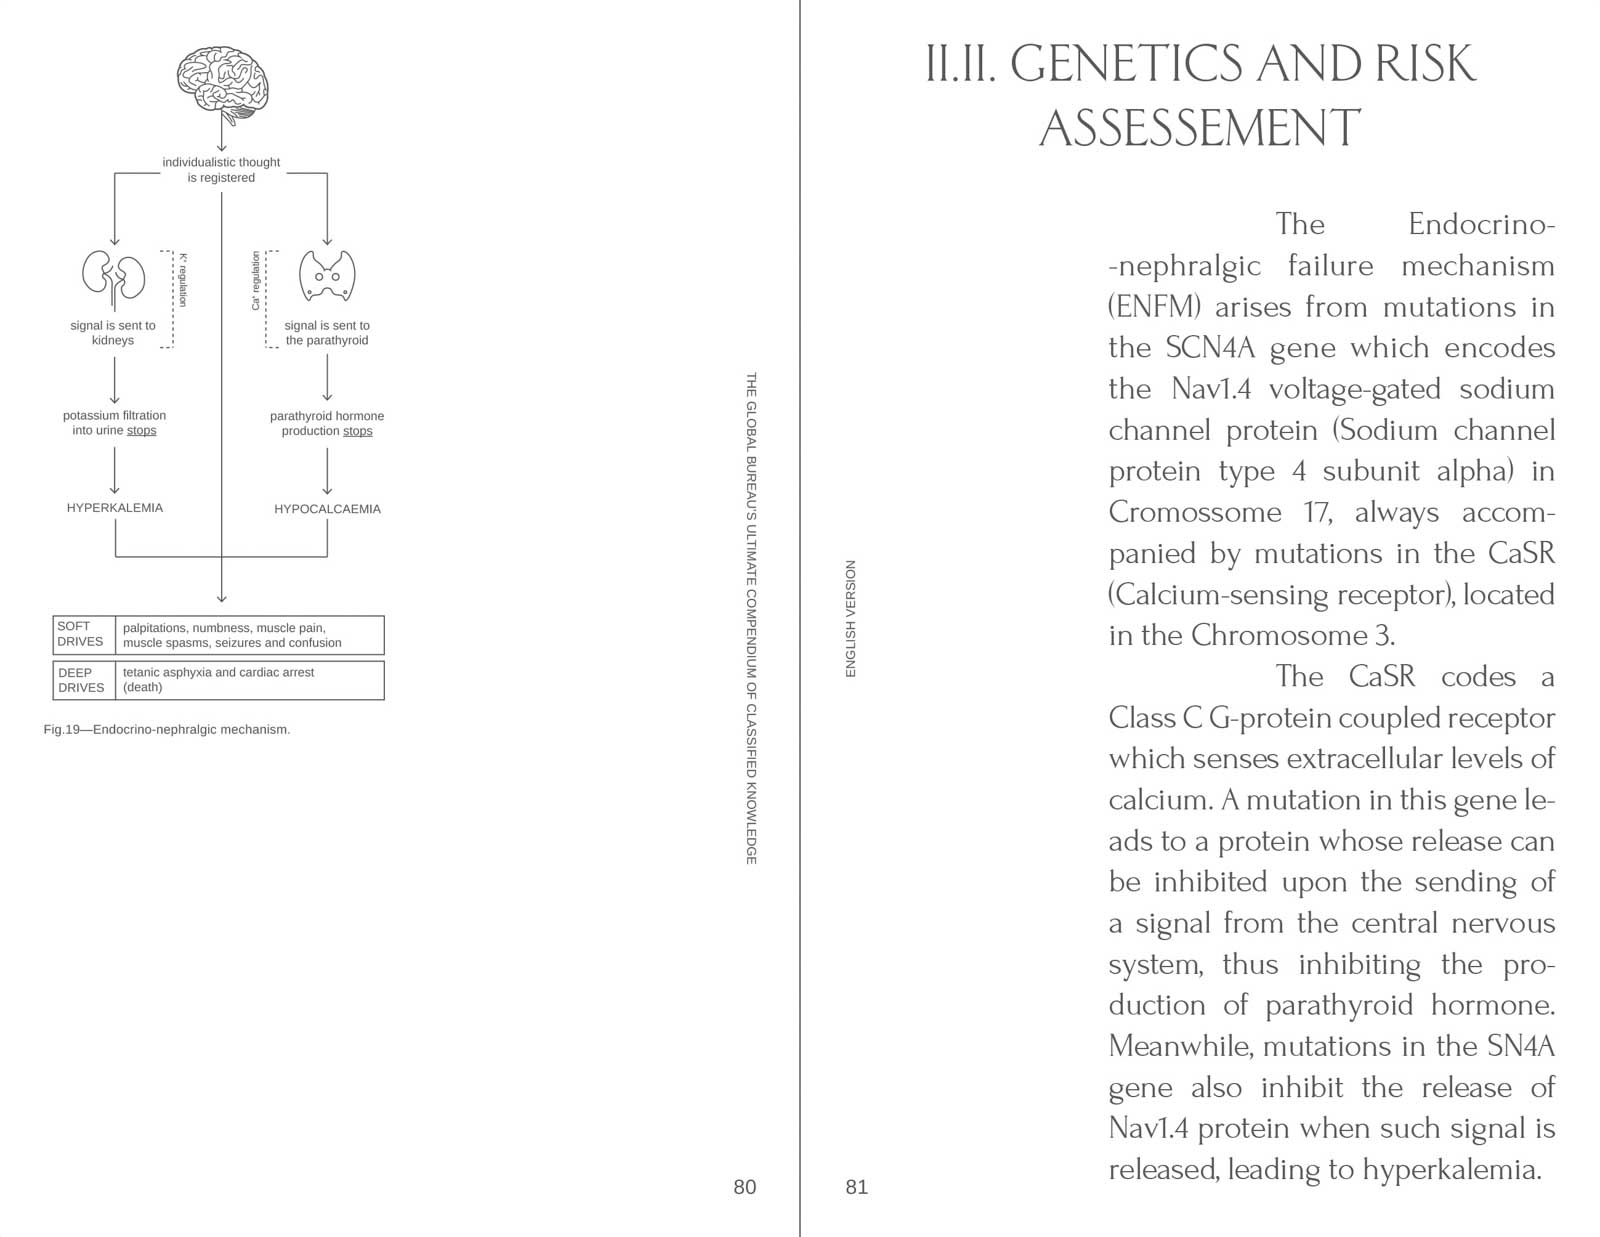 individualistic thought
is registered
K⁺ regulation
Ca⁺ regulation
signal is sent to
kidneys
signal is sent to
the parathyroid
potassium filtration
into urine stops
parathyroid hormone
production stops
HYPERKALEMIA
HYPOCALCAEMIA
SOFT
DRIVES
palpitations, numbness, muscle pain,
muscle spasms, seizures and confusion
DEEP
DRIVES
tetanic asphyxia and cardiac arrest
(death)
Fig.19—Endocrino-nephralgic mechanism.
THE GLOBAL BUREAU'S ULTIMATE COMPENDIUM OF CLASSIFIED KNOWLEDGE
80
II.II. GENETICS AND RISK
ASSESSEMENT
The Endocrino-
-nephralgic failure mechanism
(ENFM) arises from mutations in
the SCN4A gene which encodes
the Nav1.4 voltage-gated sodium
channel protein (Sodium channel
protein type 4 subunit alpha) in
Cromossome 17, always accom-
panied by mutations in the CaSR
(Calcium-sensing receptor), located
in the Chromosome 3.
The CaSR codes a
Class C G-protein coupled receptor
which senses extracellular levels of
calcium. A mutation in this gene le-
ads to a protein whose release can
be inhibited upon the sending of
a signal from the central nervous
system, thus inhibiting the pro-
duction of parathyroid hormone.
Meanwhile, mutations in the SN4A
gene also inhibit the release of
Nav1.4 protein when such signal is
released, leading to hyperkalemia.
ENGLISH VERSION
81